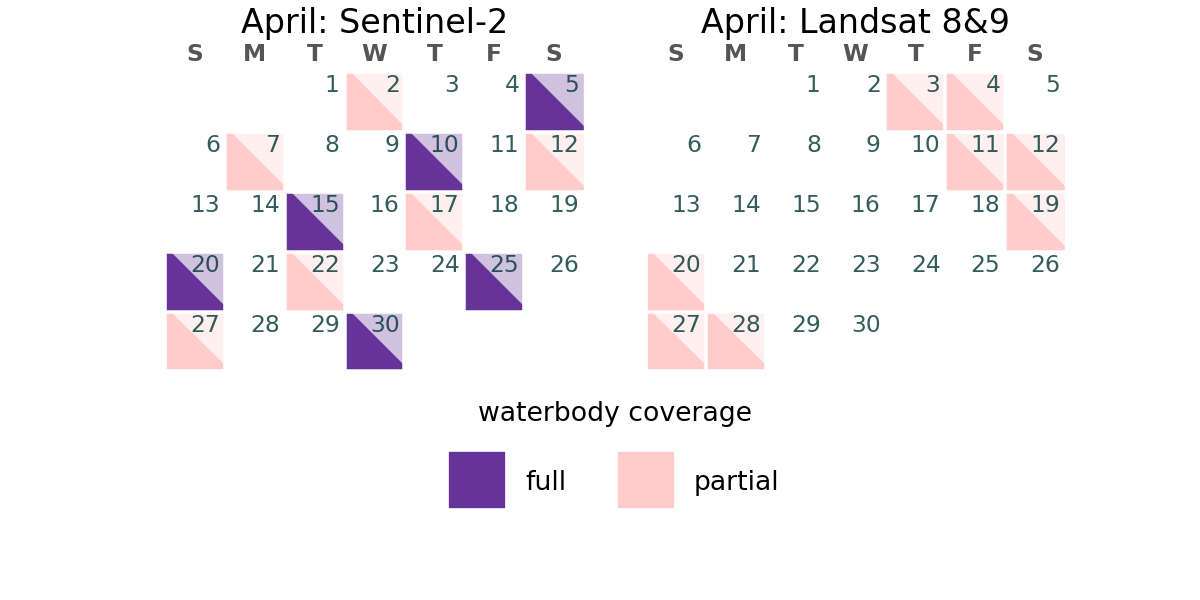 April: Sentinel-2
S M T W T F S
1 2 3 4 5
6 7 8 9 10 11 12
13 14 15 16 17 18 19
20 21 22 23 24 25 26
27 28 29 30
April: Landsat 8&9
S M T W T F S
1 2 3 4 5
6 7 8 9 10 11 12
13 14 15 16 17 18 19
20 21 22 23 24 25 26
27 28 29 30
waterbody coverage
full partial